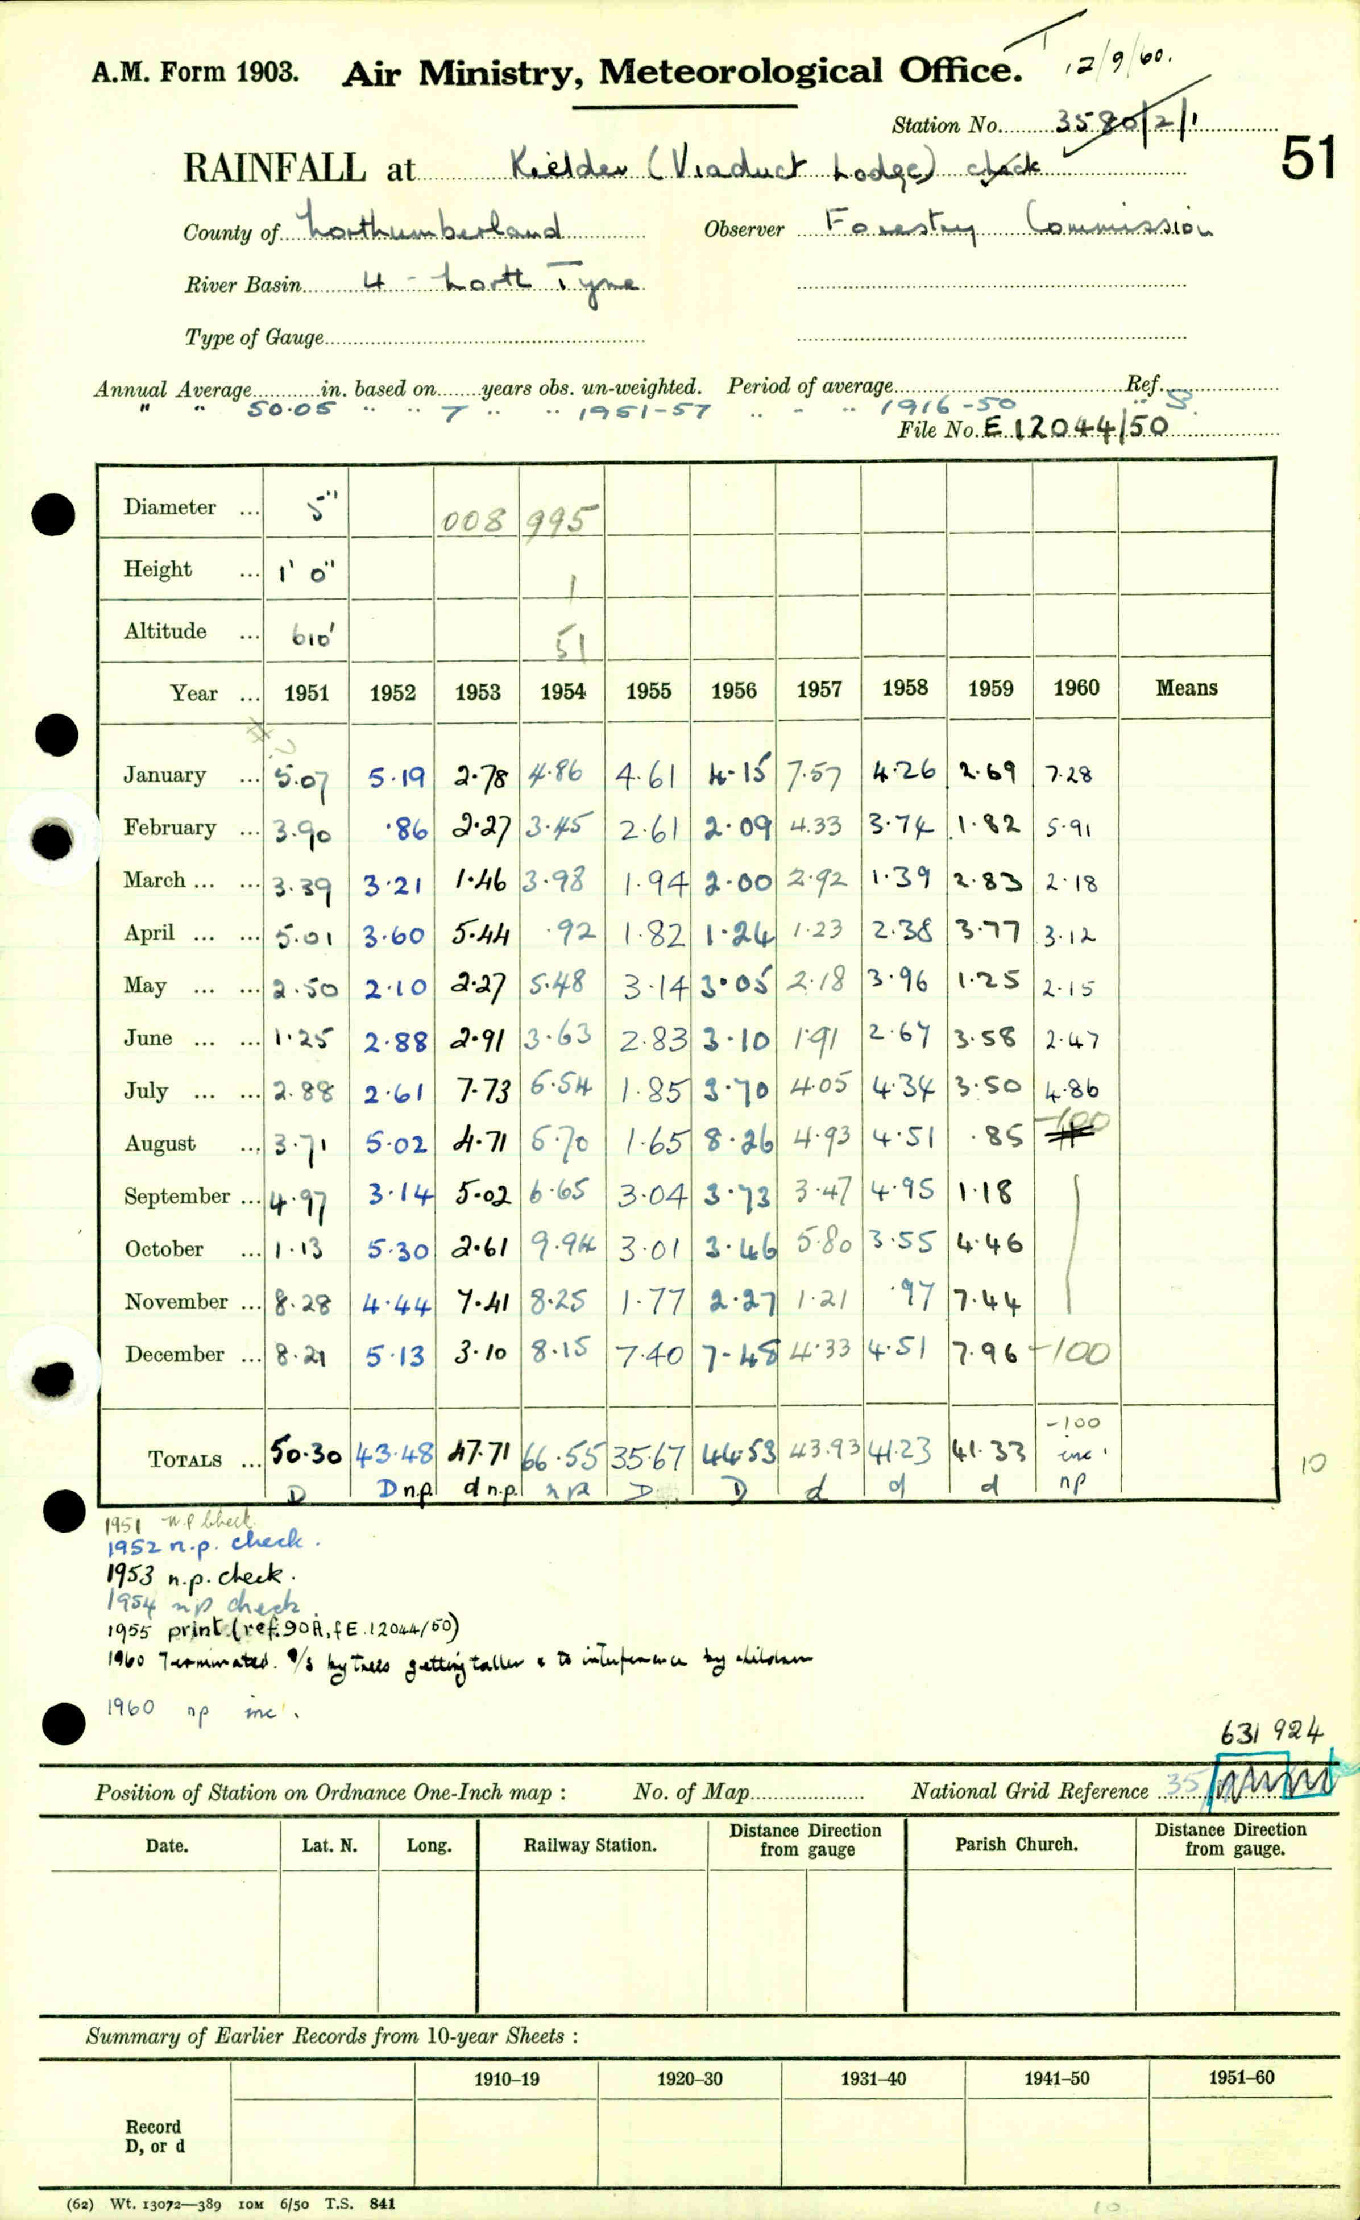 12/9/60.
A.M. Form 1903. Air Ministry, Meteorological Office.
Station No. 3580/2/1
51
RAINFALL at Kielder (Viaduct Lodge) check
County of Northumberland Observer Forestry Commission
River Basin 4 - North Tyne
Type of Gauge
Annual Average in. based on years obs. un-weighted. Period of average Ref.
" " 50.05 " " 7 " " 1951-57 " - " 1916-50 " S.
File No. E 12044/50
Diameter ... 5" 008 995
Height ... 1' 0" 1
Altitude ... 610' 51
Year ... 1951 1952 1953 1954 1955 1956 1957 1958 1959 1960 Means
January ... 5.07 5.19 2.78 4.86 4.61 4.15 7.57 4.26 2.69 7.28
February ... 3.90 .86 2.27 3.45 2.61 2.09 4.33 3.74 1.82 5.91
March ... ... 3.39 3.21 1.46 3.98 1.94 2.00 2.92 1.39 2.83 2.18
April ... ... 5.01 3.60 5.44 .92 1.82 1.24 1.23 2.38 3.77 3.12
May ... ... 2.50 2.10 2.27 5.48 3.14 3.05 2.18 3.96 1.25 2.15
June ... ... 1.25 2.88 2.91 3.63 2.83 3.10 1.91 2.67 3.58 2.47
July ... ... 2.88 2.61 7.73 6.54 1.85 3.70 4.05 4.34 3.50 4.86
August ... 3.71 5.02 4.71 5.70 1.65 8.26 4.93 4.51 .85 -100
September ... 4.97 3.14 5.02 6.65 3.04 3.73 3.47 4.95 1.18
October ... 1.13 5.30 2.61 9.94 3.01 3.46 5.80 3.55 4.46
November ... 8.28 4.44 7.41 8.25 1.77 2.27 1.21 .97 7.44
December ... 8.21 5.13 3.10 8.15 7.40 7.48 4.33 4.51 7.96 -100
TOTALS ... 50.30 43.48 47.71 66.55 35.67 44.53 43.93 41.23 41.33 -100 inc' np
D D n.p. d n.p. n p D D d d d
10
1951 n p check
1952 n.p. check.
1953 n.p. check.
1954 np check
1955 print (ref. 90A, f E.12044/50)
1960 Terminated. o/s by trees getting taller & to interference by children
1960 np inc'.
631 924
Position of Station on Ordnance One-Inch map : No. of Map National Grid Reference 35/
Date. Lat. N. Long. Railway Station. Distance Direction from gauge Parish Church. Distance Direction from gauge.
Summary of Earlier Records from 10-year Sheets :
1910–19 1920–30 1931–40 1941–50 1951–60
Record
D, or d
(62) Wt. 13072—389 10M 6/50 T.S. 841
10